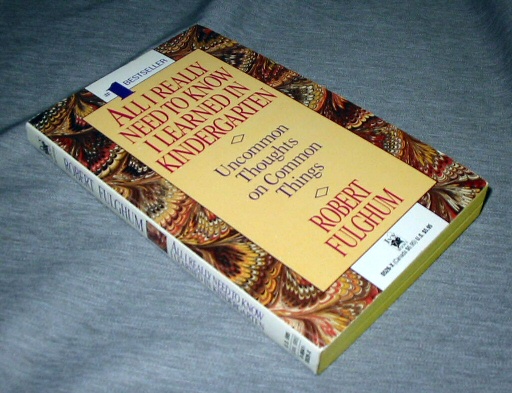 #1 BESTSELLER
ALL I REALLY
NEED TO KNOW
I LEARNED IN
KINDERGARTEN
Uncommon
Thoughts
on Common
Things
ROBERT
FULGHUM
ROBERT FULGHUM
ALL I REALLY NEED TO KNOW